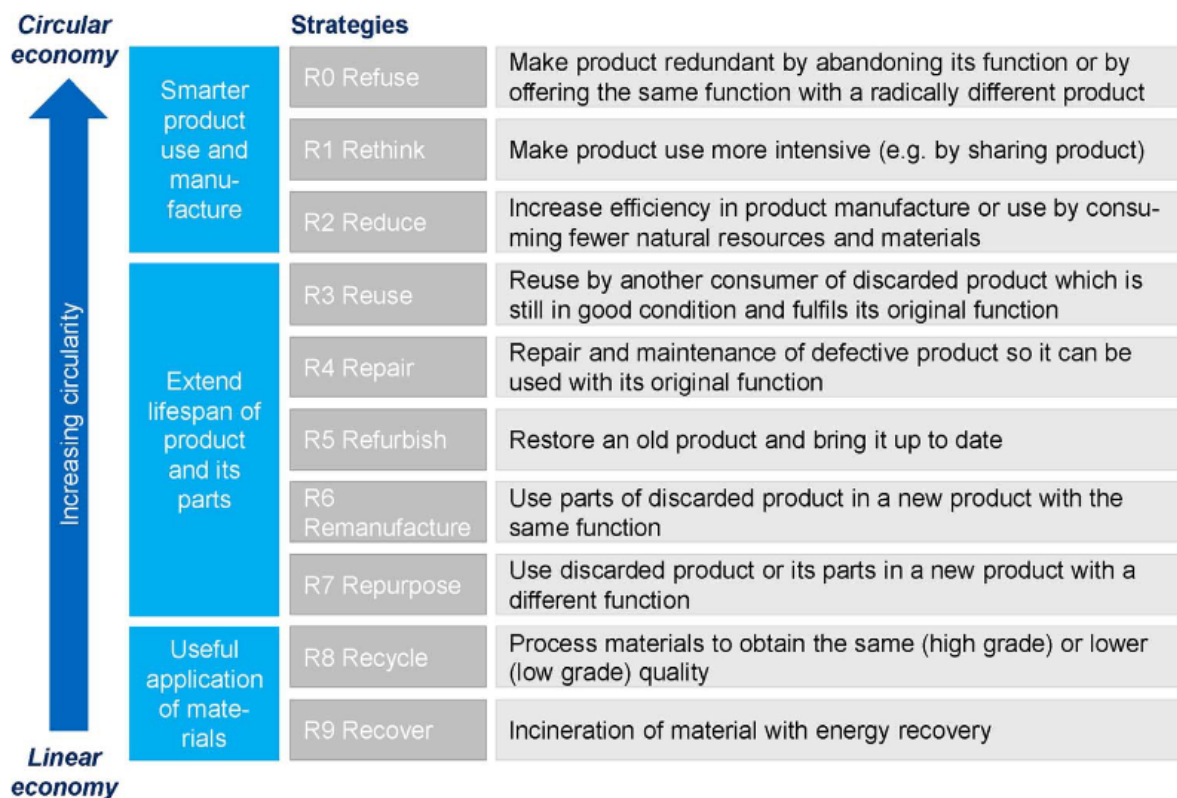 Circular
economy
Strategies
Smarter
product
use and
manu-
facture
R0 Refuse
Make product redundant by abandoning its function or by
offering the same function with a radically different product
R1 Rethink
Make product use more intensive (e.g. by sharing product)
R2 Reduce
Increase efficiency in product manufacture or use by consu-
ming fewer natural resources and materials
Increasing circularity
Extend
lifespan of
product
and its
parts
R3 Reuse
Reuse by another consumer of discarded product which is
still in good condition and fulfils its original function
R4 Repair
Repair and maintenance of defective product so it can be
used with its original function
R5 Refurbish
Restore an old product and bring it up to date
R6
Remanufacture
Use parts of discarded product in a new product with the
same function
R7 Repurpose
Use discarded product or its parts in a new product with a
different function
Useful
application
of mate-
rials
R8 Recycle
Process materials to obtain the same (high grade) or lower
(low grade) quality
R9 Recover
Incineration of material with energy recovery
Linear
economy